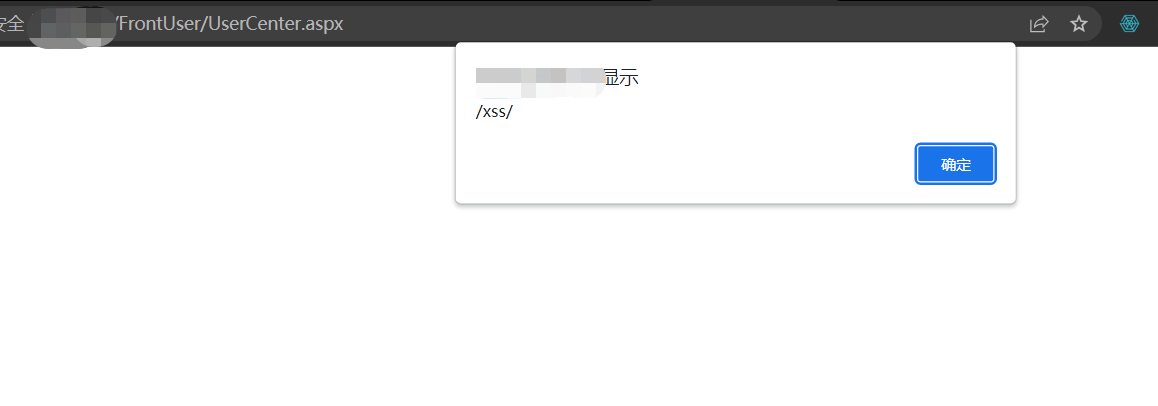 安全 /FrontUser/UserCenter.aspx
显示
/xss/
确定